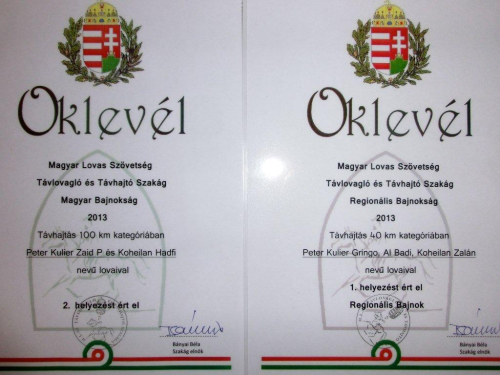 Oklevél
Magyar Lovas Szövetség
Távlovagló és Távhajtó Szakág
Magyar Bajnokság
2013
Távhajtás 100 km kategóriában
Peter Kulier Zaid P és Koheilan Hadfi
nevű lovaival
2. helyezést ért el
Bányai Béla
Szakág elnök
Oklevél
Magyar Lovas Szövetség
Távlovagló és Távhajtó Szakág
Regionális Bajnokság
2013
Távhajtás 40 km kategóriában
Peter Kulier Gringo, Al Badi, Koheilan Zalán
nevű lovaival
1. helyezést ért el
Regionális Bajnok
Bányai Béla
Szakág elnök